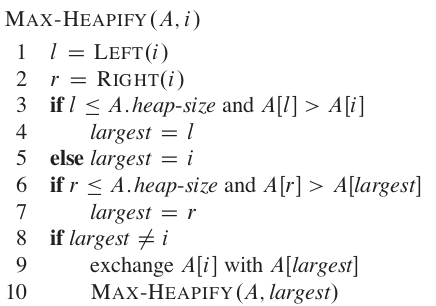 MAX-HEAPIFY(A, i)
1 l = LEFT(i)
2 r = RIGHT(i)
3 if l ≤ A.heap-size and A[l] > A[i]
4 largest = l
5 else largest = i
6 if r ≤ A.heap-size and A[r] > A[largest]
7 largest = r
8 if largest ≠ i
9 exchange A[i] with A[largest]
10 MAX-HEAPIFY(A, largest)